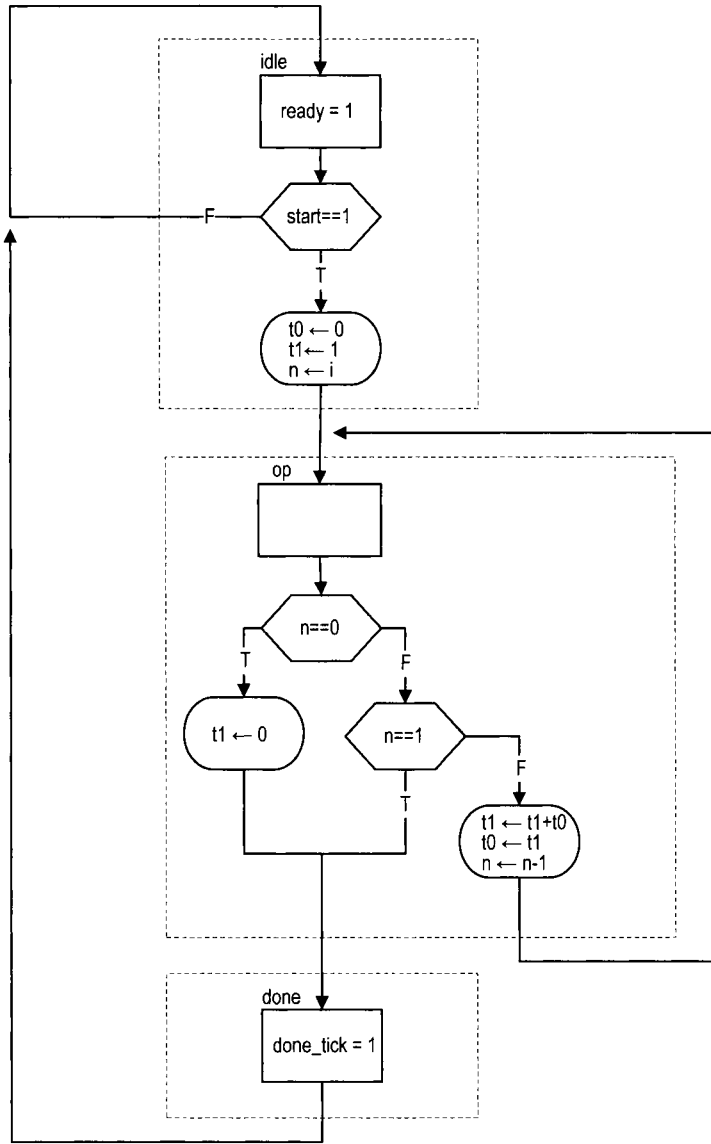 idle
ready = 1
F
start==1
T
t0 ← 0
t1← 1
n ← i
op
n==0
T
F
t1 ← 0
n==1
F
T
t1 ← t1+t0
t0 ← t1
n ← n-1
done
done_tick = 1